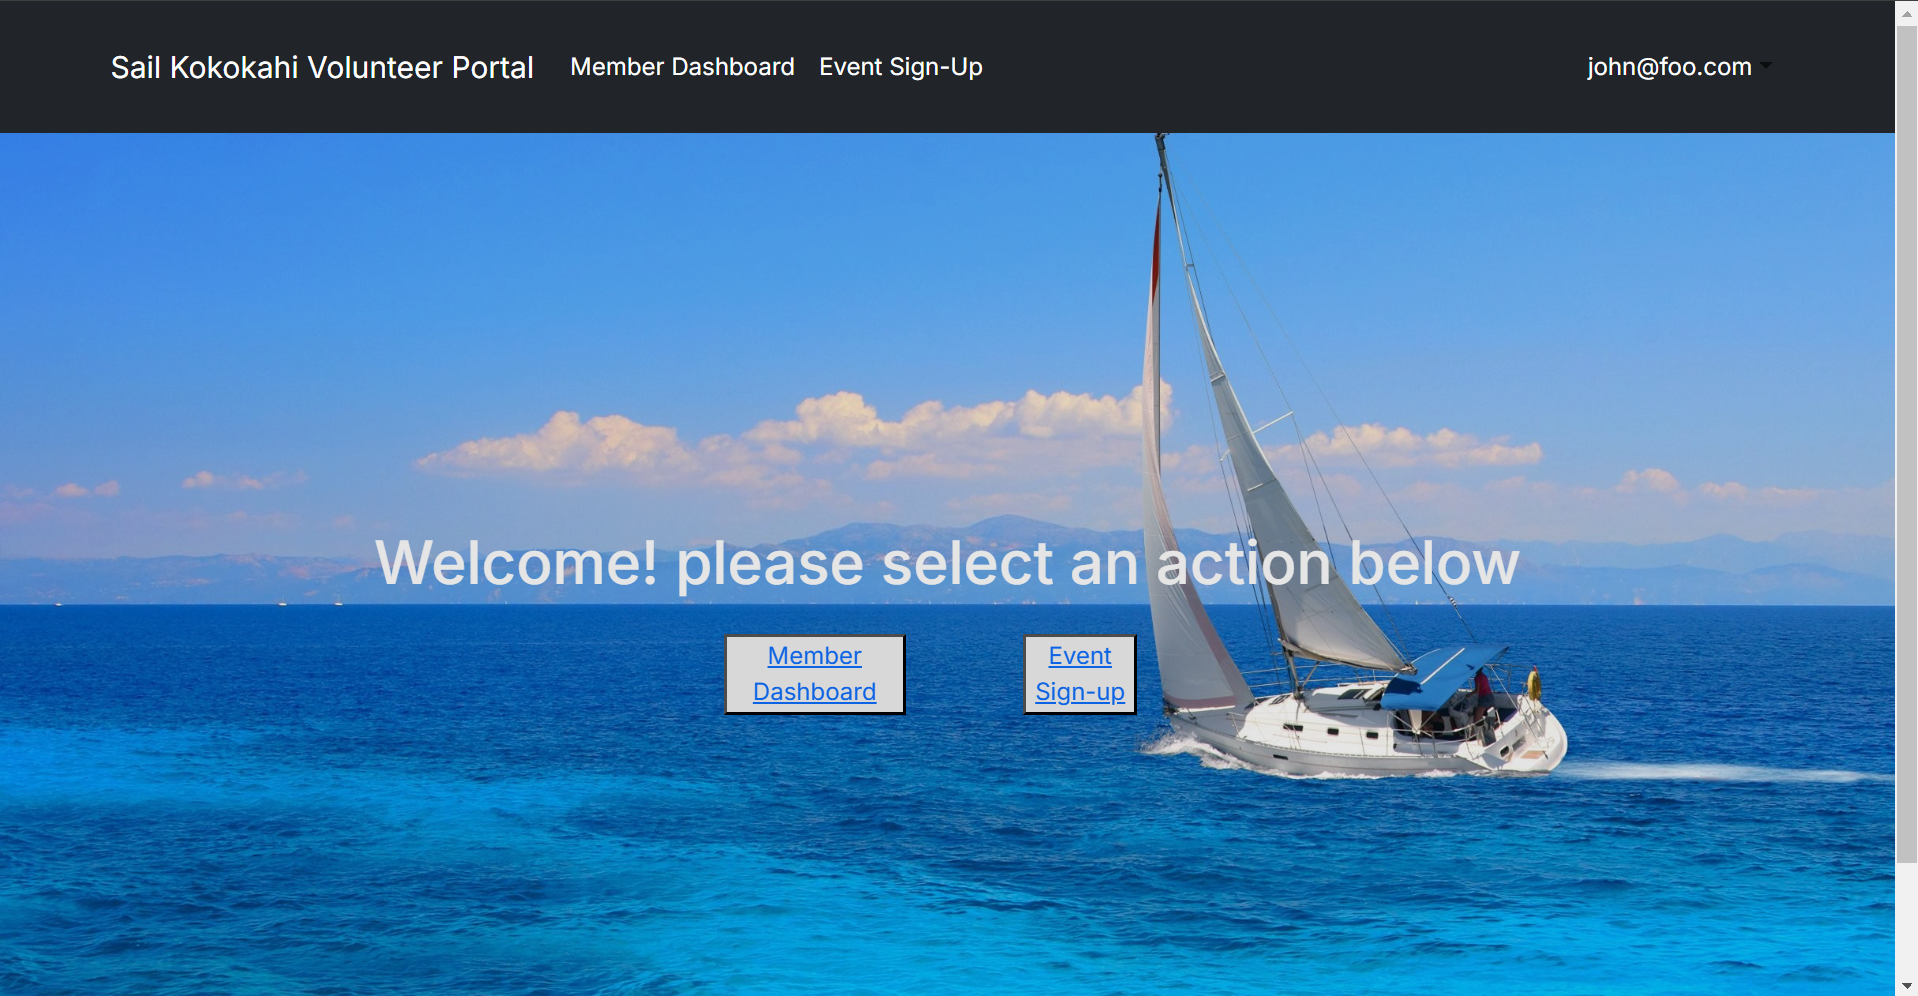 Sail Kokokahi Volunteer Portal Member Dashboard Event Sign-Up john@foo.com
Welcome! please select an action below
Member
Dashboard
Event
Sign-up